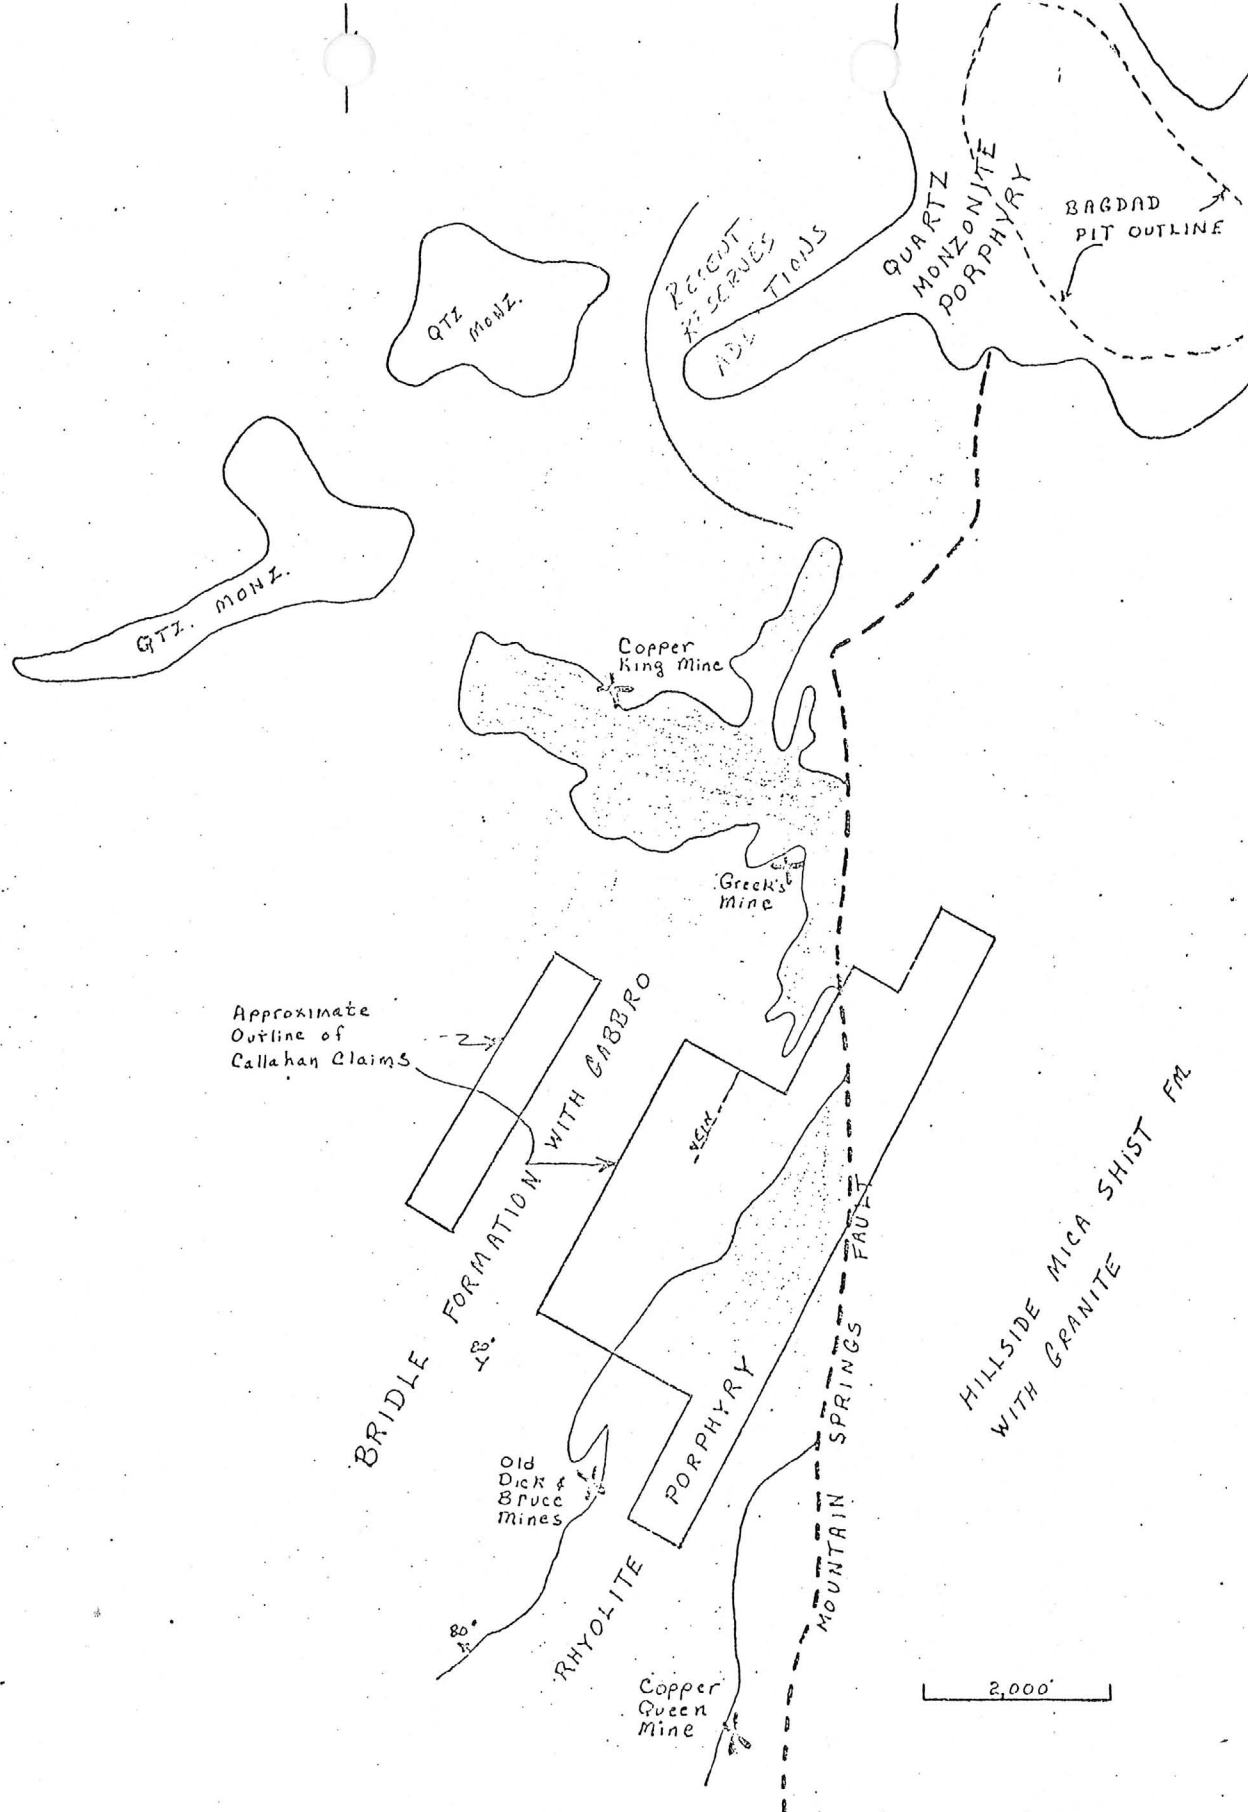 QUARTZ
MONZONITE
PORPHYRY
BAGDAD
PIT OUTLINE
RECENT
RESERVES
TIONS
QTZ
MONZ.
QTZ. MONZ.
Copper
King Mine
Greek's
Mine
Approximate
Outline of
Callahan Claims
BRIDLE FORMATION WITH GABBRO
80°
HILLSIDE MICA SHIST FM.
WITH GRANITE
MOUNTAIN SPRINGS FAULT
Old
Dick &
Bruce
Mines
RHYOLITE PORPHYRY
80°
Copper
Queen
Mine
2,000'